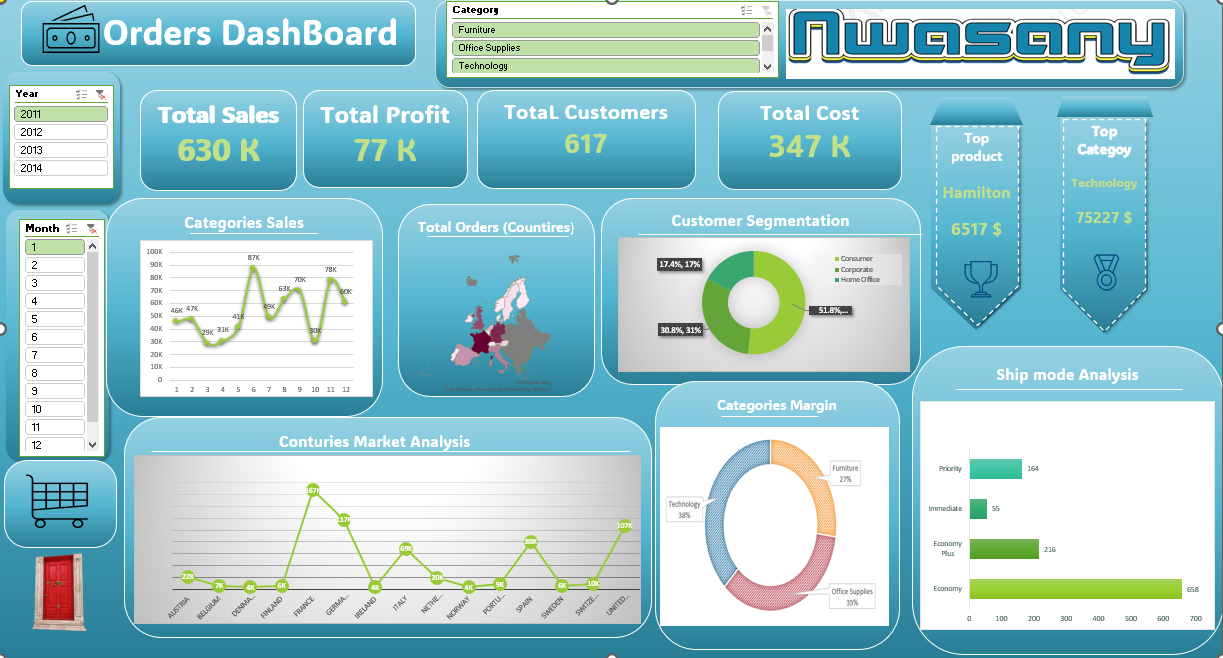 Orders DashBoard
Category
Furniture
Office Supplies
Technology
Nwasany
Year
2011
2012
2013
2014
Total Sales
630 K
Total Profit
77 K
TotaL Customers
617
Total Cost
347 K
Top
product
Hamilton
6517 $
Top
Categoy
Technology
75227 $
Month
1
2
3
4
5
6
7
8
9
10
11
12
Categories Sales
100K
90K
80K
70K
60K
50K
40K
30K
20K
10K
0
46K
47K
29K
31K
41K
87K
49K
63K
70K
30K
78K
60K
1 2 3 4 5 6 7 8 9 10 11 12
Total Orders (Countires)
Customer Segmentation
17.4%, 17%
30.8%, 31%
51.8%,...
Consumer
Corporate
Home Office
Conturies Market Analysis
22K
7K
4K
6K
187K
117K
4K
69K
20K
4K
9K
80K
6K
10K
107K
AUSTRIA
BELGIUM
DENMA...
FINLAND
FRANCE
GERMA...
IRELAND
ITALY
NETHE...
NORWAY
PORTU...
SPAIN
SWEDEN
SWITZE...
UNITED...
Categories Margin
Furniture
27%
Technology
38%
Office Supplies
35%
Ship mode Analysis
Priority
164
Immediate
55
Economy
Plus
216
Economy
658
0 100 200 300 400 500 600 700